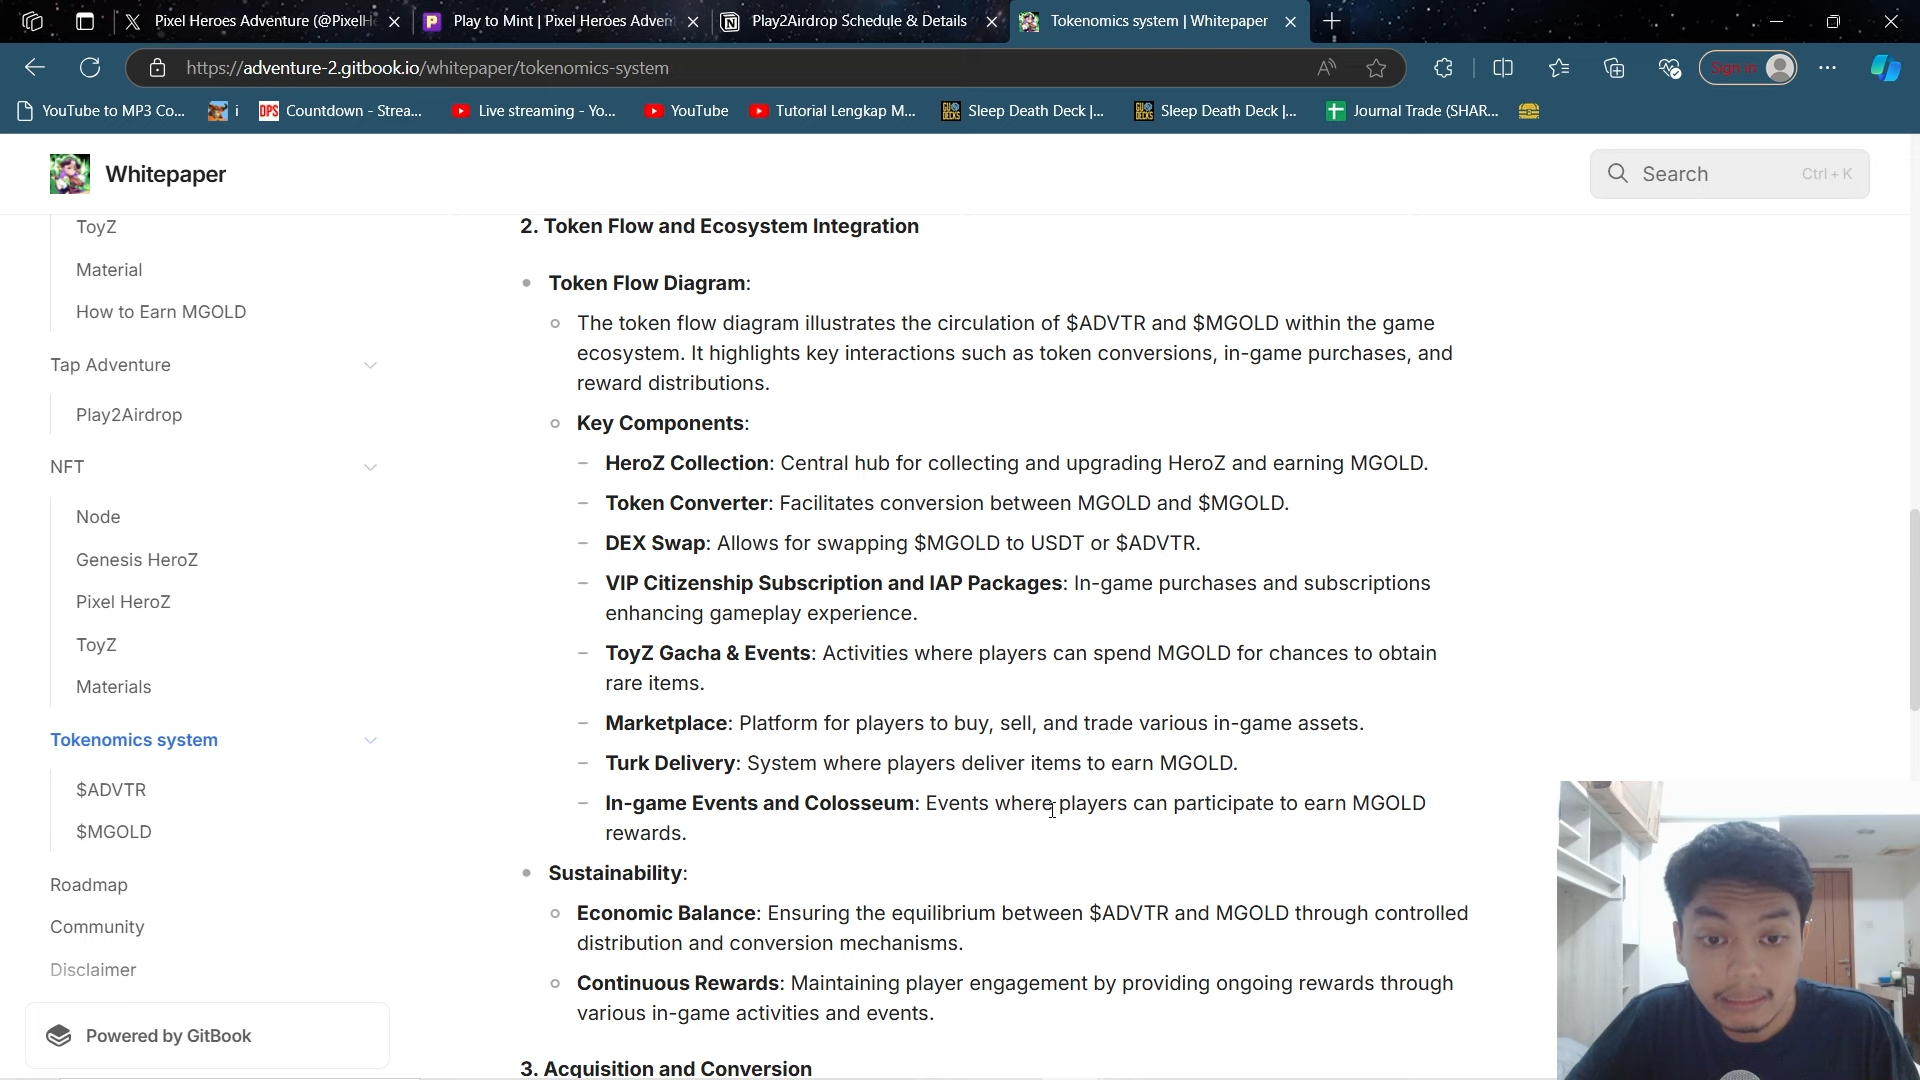 Pixel Heroes Adventure (@PixelH
Play to Mint | Pixel Heroes Adven
Play2Airdrop Schedule & Details
Tokenomics system | Whitepaper
https://adventure-2.gitbook.io/whitepaper/tokenomics-system
Sign in
YouTube to MP3 Co...
i
Countdown - Strea...
Live streaming - Yo...
YouTube
Tutorial Lengkap M...
Sleep Death Deck |...
Sleep Death Deck |...
Journal Trade (SHAR...
Whitepaper
Search
Ctrl + K
ToyZ
Material
How to Earn MGOLD
Tap Adventure
Play2Airdrop
NFT
Node
Genesis HeroZ
Pixel HeroZ
ToyZ
Materials
Tokenomics system
$ADVTR
$MGOLD
Roadmap
Community
Disclaimer
Powered by GitBook
2. Token Flow and Ecosystem Integration
Token Flow Diagram:
The token flow diagram illustrates the circulation of $ADVTR and $MGOLD within the game
ecosystem. It highlights key interactions such as token conversions, in-game purchases, and
reward distributions.
Key Components:
HeroZ Collection: Central hub for collecting and upgrading HeroZ and earning MGOLD.
Token Converter: Facilitates conversion between MGOLD and $MGOLD.
DEX Swap: Allows for swapping $MGOLD to USDT or $ADVTR.
VIP Citizenship Subscription and IAP Packages: In-game purchases and subscriptions
enhancing gameplay experience.
ToyZ Gacha & Events: Activities where players can spend MGOLD for chances to obtain
rare items.
Marketplace: Platform for players to buy, sell, and trade various in-game assets.
Turk Delivery: System where players deliver items to earn MGOLD.
In-game Events and Colosseum: Events where players can participate to earn MGOLD
rewards.
Sustainability:
Economic Balance: Ensuring the equilibrium between $ADVTR and MGOLD through controlled
distribution and conversion mechanisms.
Continuous Rewards: Maintaining player engagement by providing ongoing rewards through
various in-game activities and events.
3. Acquisition and Conversion